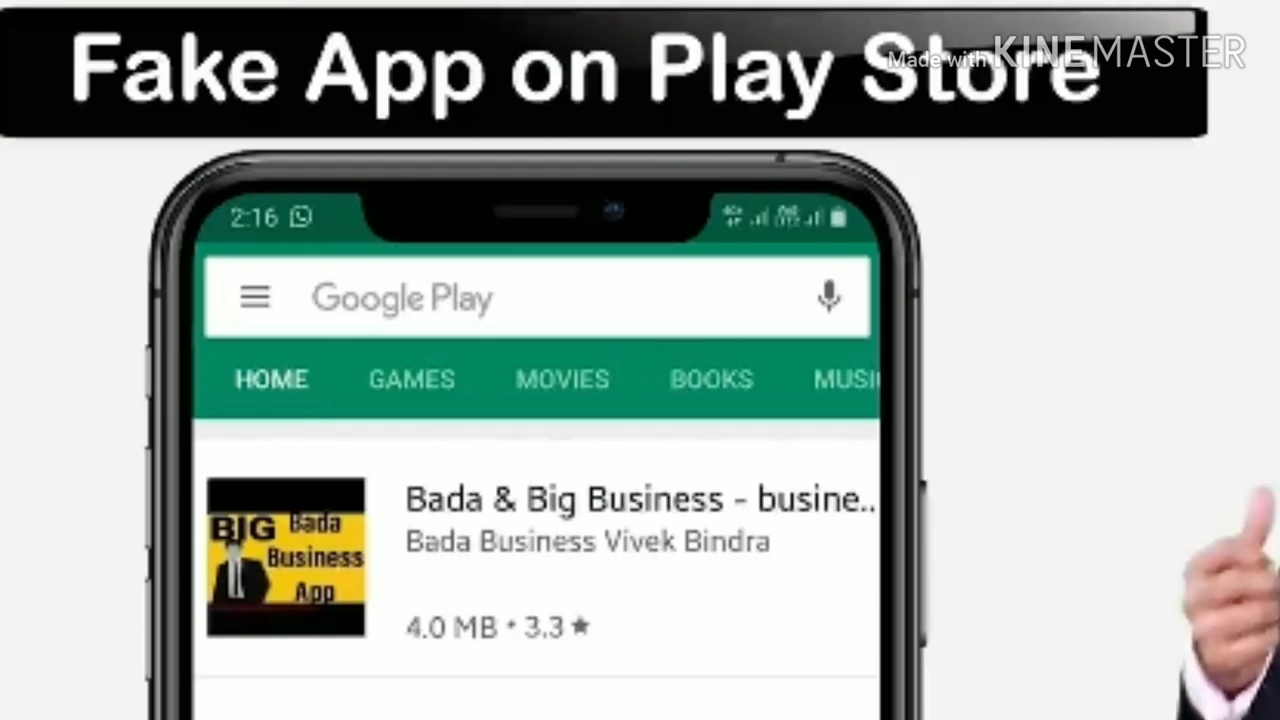 Fake App on Play Store
Made with KINEMASTER
2:16
Google Play
HOME GAMES MOVIES BOOKS MUSI
BIG Bada
Business
App
Bada & Big Business - busine..
Bada Business Vivek Bindra
4.0 MB • 3.3 ★